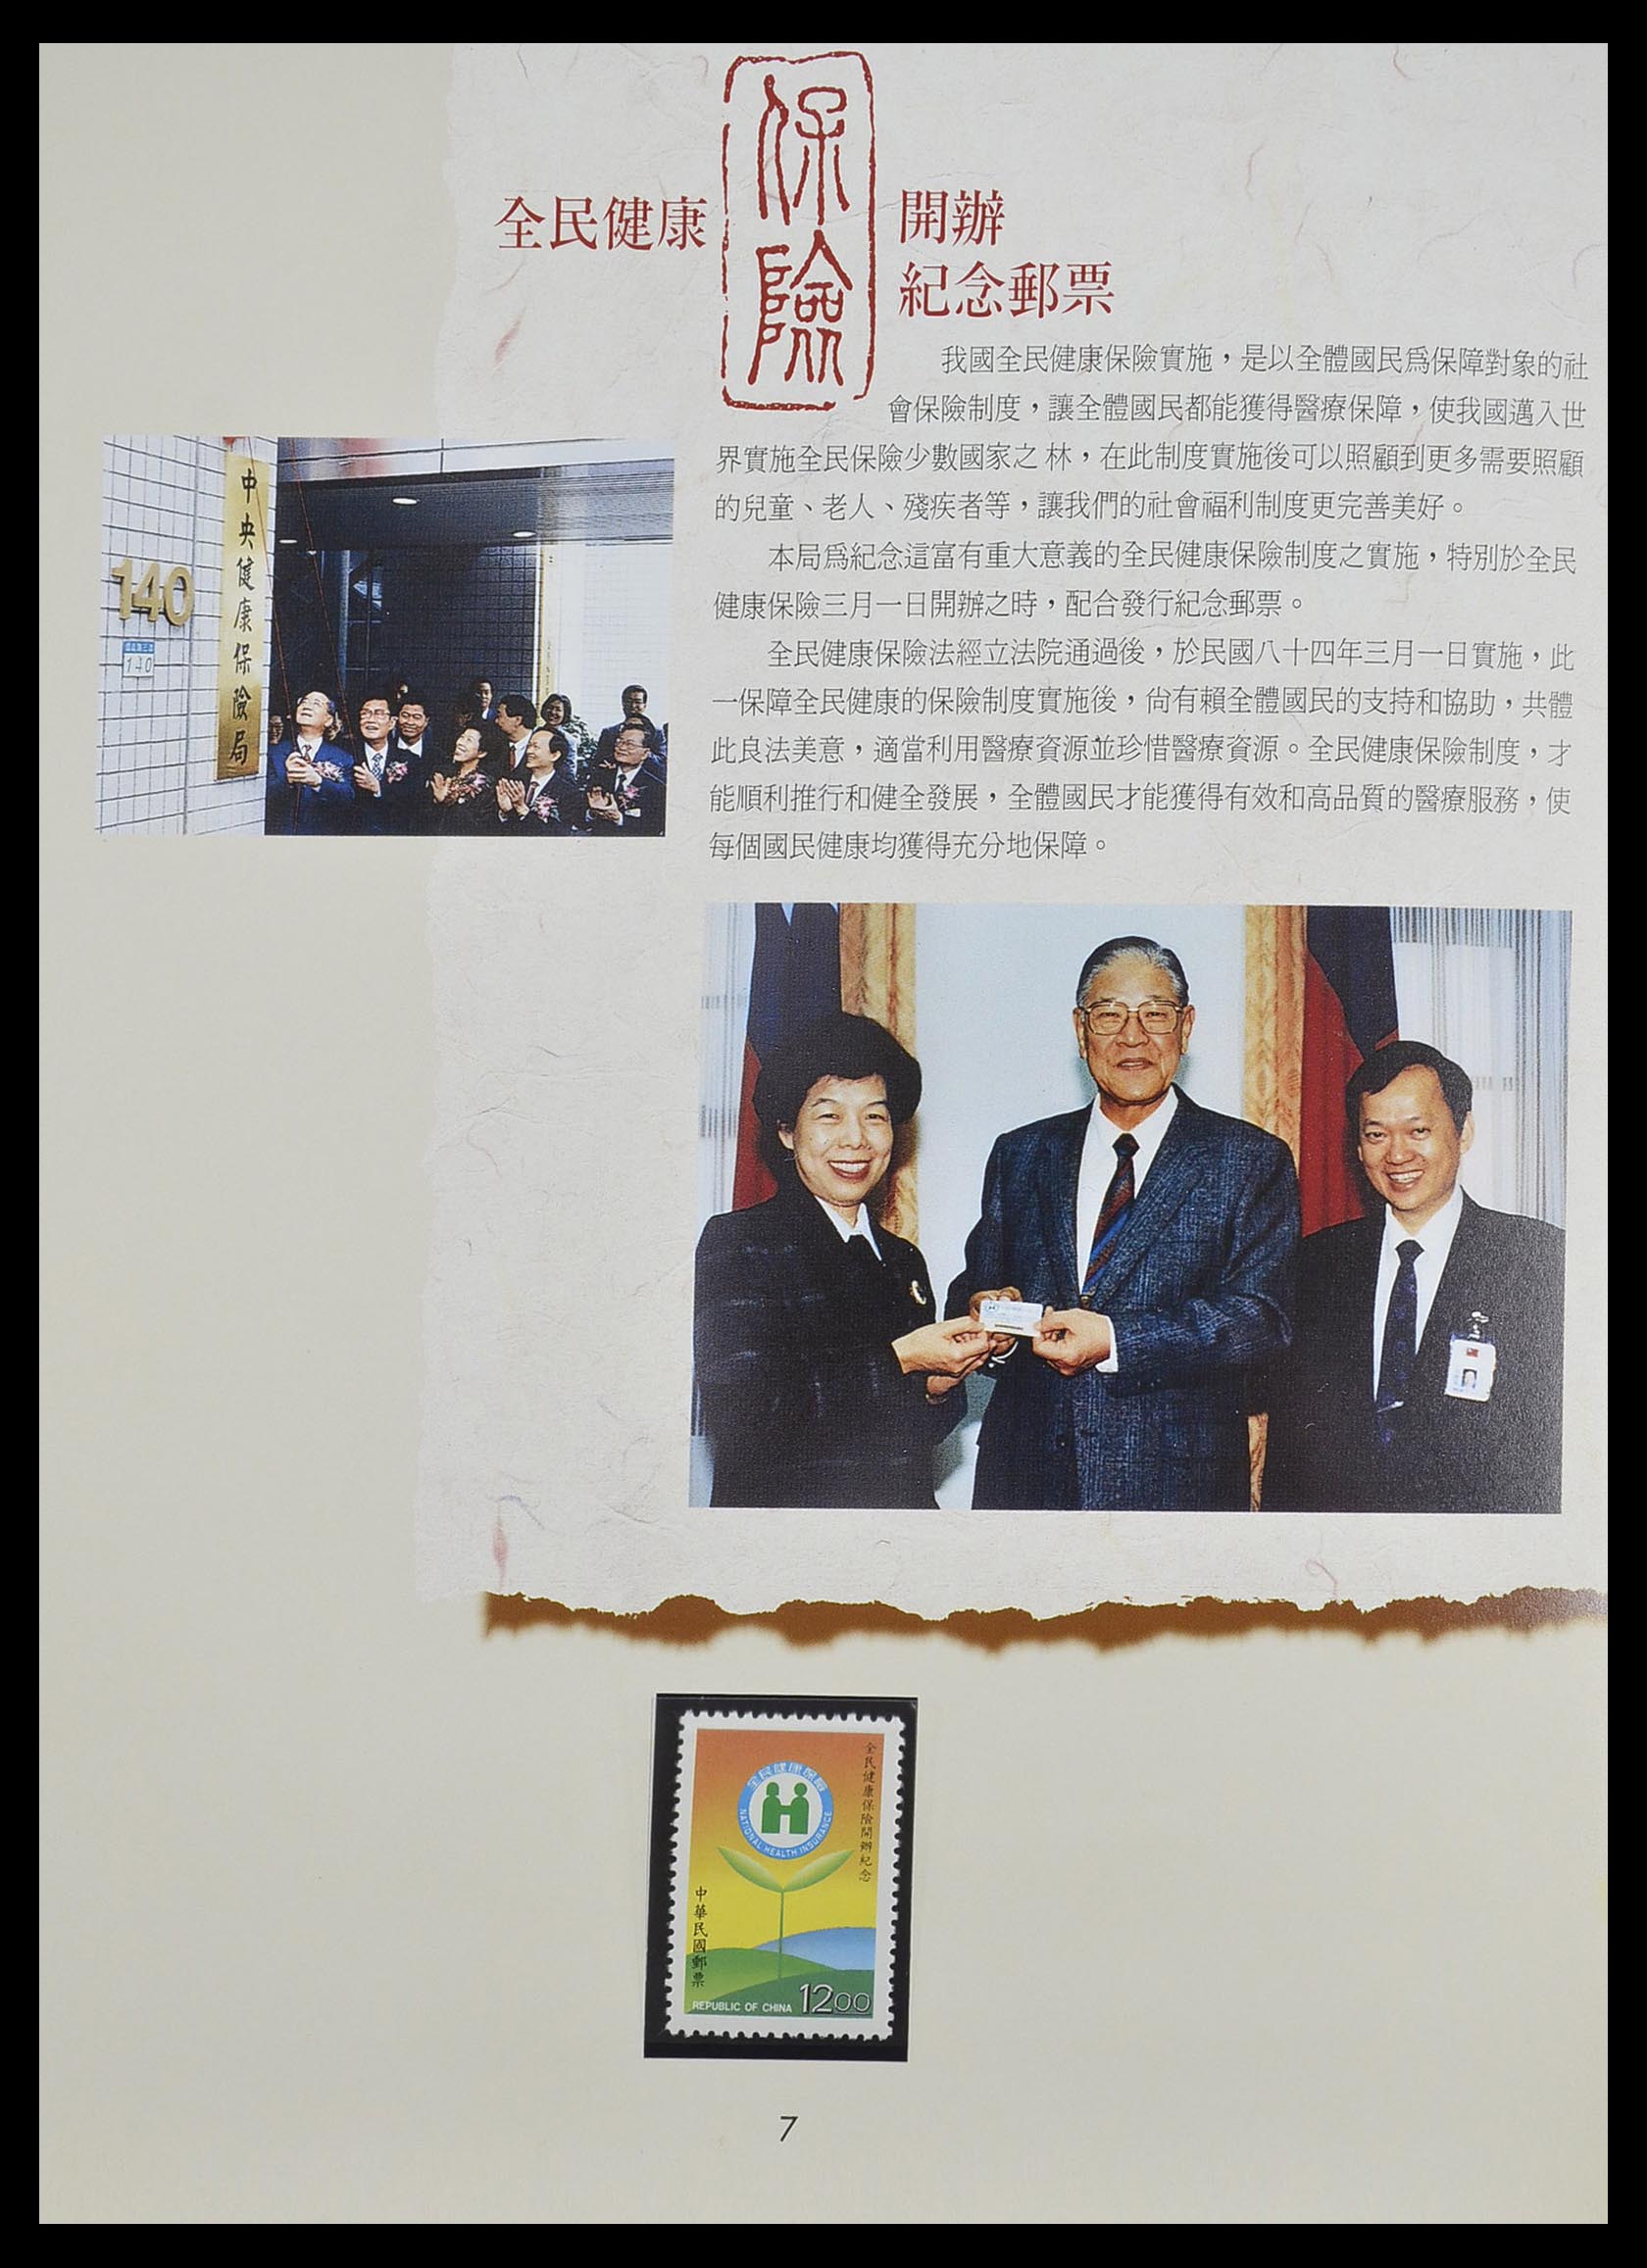 全民健康
保險
開辦
紀念郵票
我國全民健康保險實施，是以全體國民爲保障對象的社
會保險制度，讓全體國民都能獲得醫療保障，使我國邁入世
界實施全民保險少數國家之林，在此制度實施後可以照顧到更多需要照顧
的兒童、老人、殘疾者等，讓我們的社會福利制度更完善美好。
本局爲紀念這富有重大意義的全民健康保險制度之實施，特別於全民
健康保險三月一日開辦之時，配合發行紀念郵票。
全民健康保險法經立法院通過後，於民國八十四年三月一日實施，此
一保障全民健康的保險制度實施後，尙有賴全體國民的支持和協助，共體
此良法美意，適當利用醫療資源並珍惜醫療資源。全民健康保險制度，才
能順利推行和健全發展，全體國民才能獲得有效和高品質的醫療服務，使
每個國民健康均獲得充分地保障。
中央健康保險局
140
140
全民健康保險開辦紀念
全民健康保險
NATIONAL HEALTH INSURANCE
中華民國郵票
REPUBLIC OF CHINA 1200
7